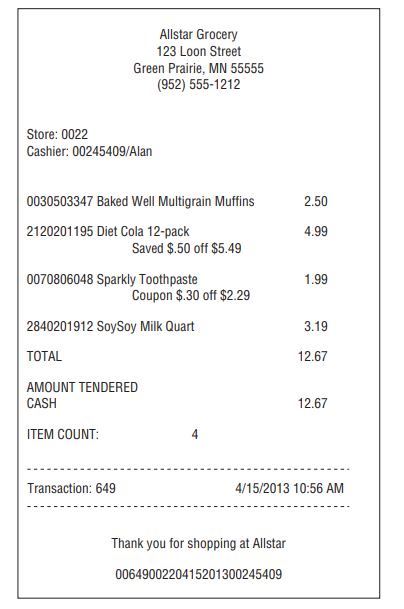 Allstar Grocery
123 Loon Street
Green Prairie, MN 55555
(952) 555-1212
Store: 0022
Cashier: 00245409/Alan
0030503347 Baked Well Multigrain Muffins 2.50
2120201195 Diet Cola 12-pack 4.99
Saved $.50 off $5.49
0070806048 Sparkly Toothpaste 1.99
Coupon $.30 off $2.29
2840201912 SoySoy Milk Quart 3.19
TOTAL 12.67
AMOUNT TENDERED
CASH 12.67
ITEM COUNT: 4
Transaction: 649 4/15/2013 10:56 AM
Thank you for shopping at Allstar
00649002204152013002454​09